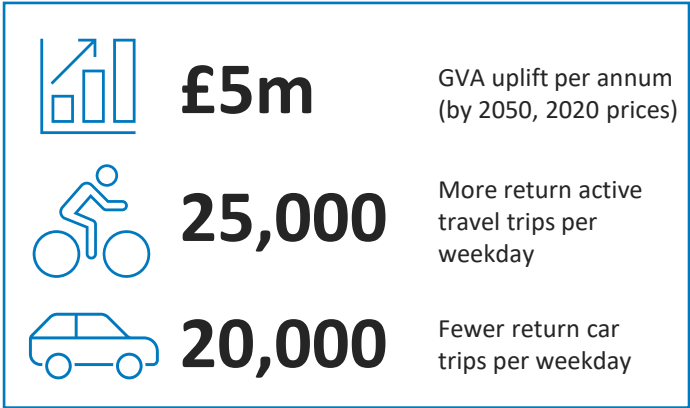 £5m
GVA uplift per annum
(by 2050, 2020 prices)
25,000
More return active
travel trips per
weekday
20,000
Fewer return car
trips per weekday